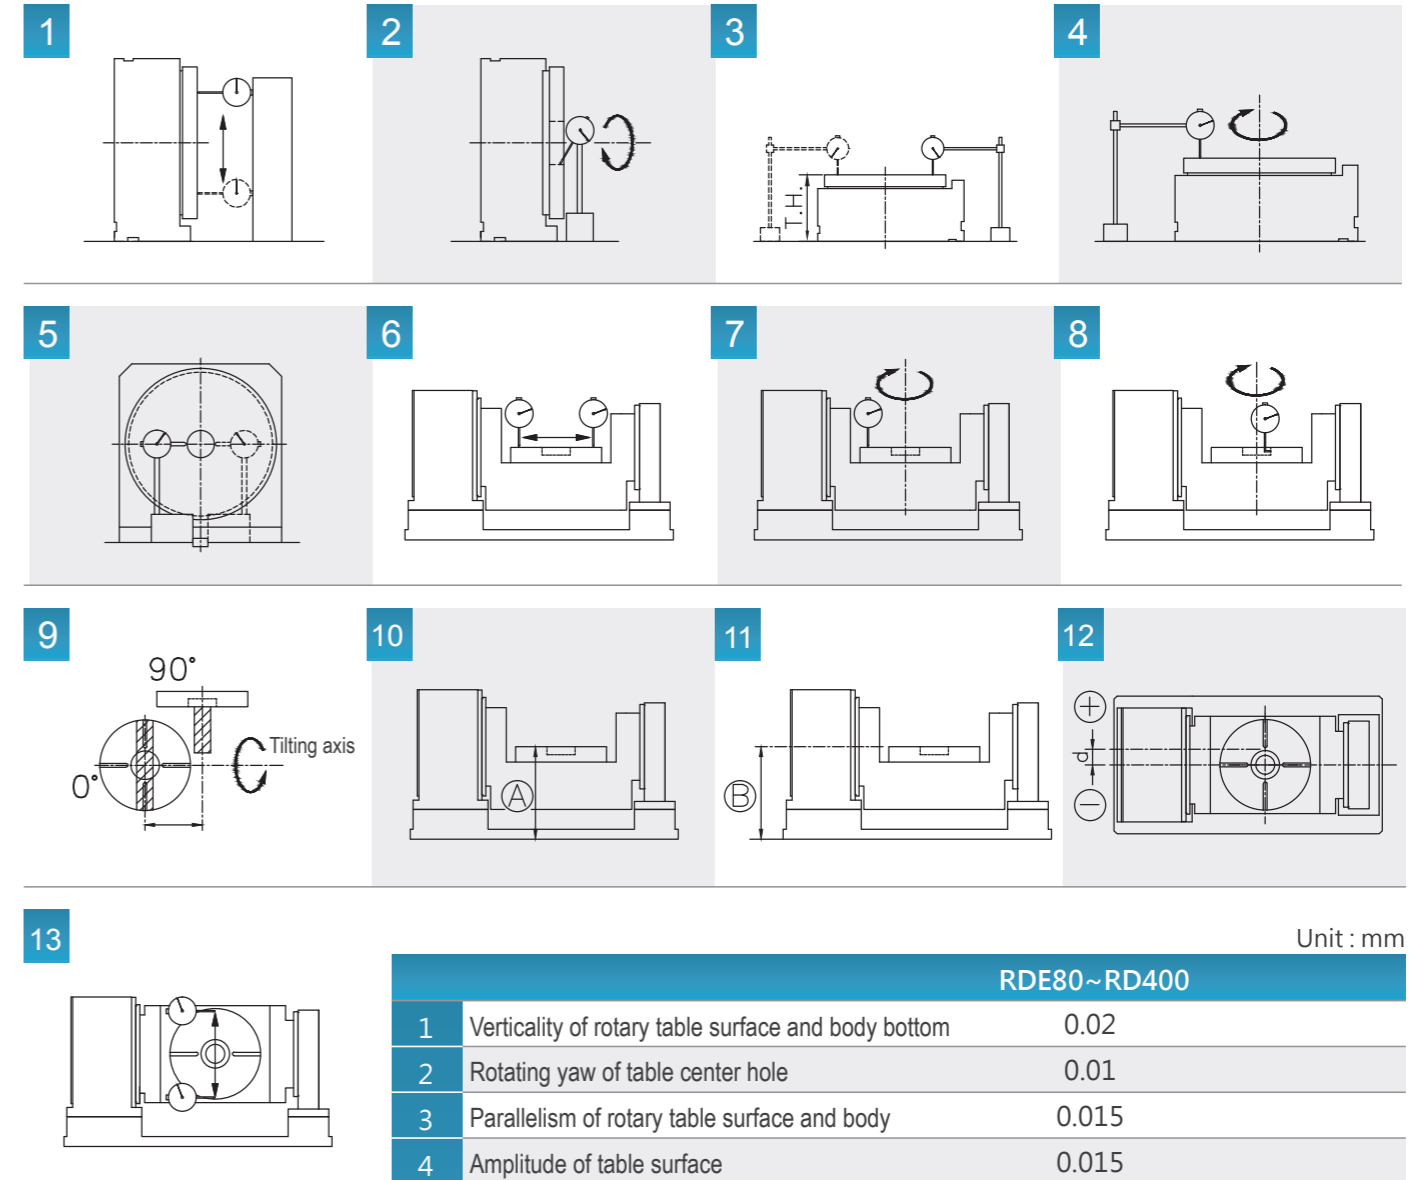 1
2
3
4
T.H.
5
6
7
8
9
90°
0°
Tilting axis
10
A
11
B
12
+
d
−
13
Unit : mm
RDE80~RD400
1 Verticality of rotary table surface and body bottom 0.02
2 Rotating yaw of table center hole 0.01
3 Parallelism of rotary table surface and body 0.015
4 Amplitude of table surface 0.015